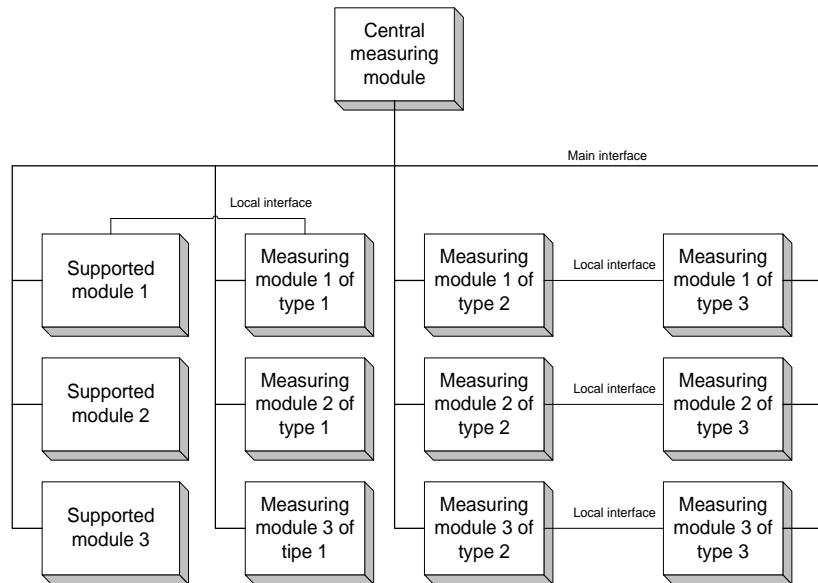 Central
measuring
module
Main interface
Local interface
Supported
module 1
Measuring
module 1 of
type 1
Measuring
module 1 of
type 2
Local interface
Measuring
module 1 of
type 3
Supported
module 2
Measuring
module 2 of
type 1
Measuring
module 2 of
type 2
Local interface
Measuring
module 2 of
type 3
Supported
module 3
Measuring
module 3 of
tipe 1
Measuring
module 3 of
type 2
Local interface
Measuring
module 3 of
type 3